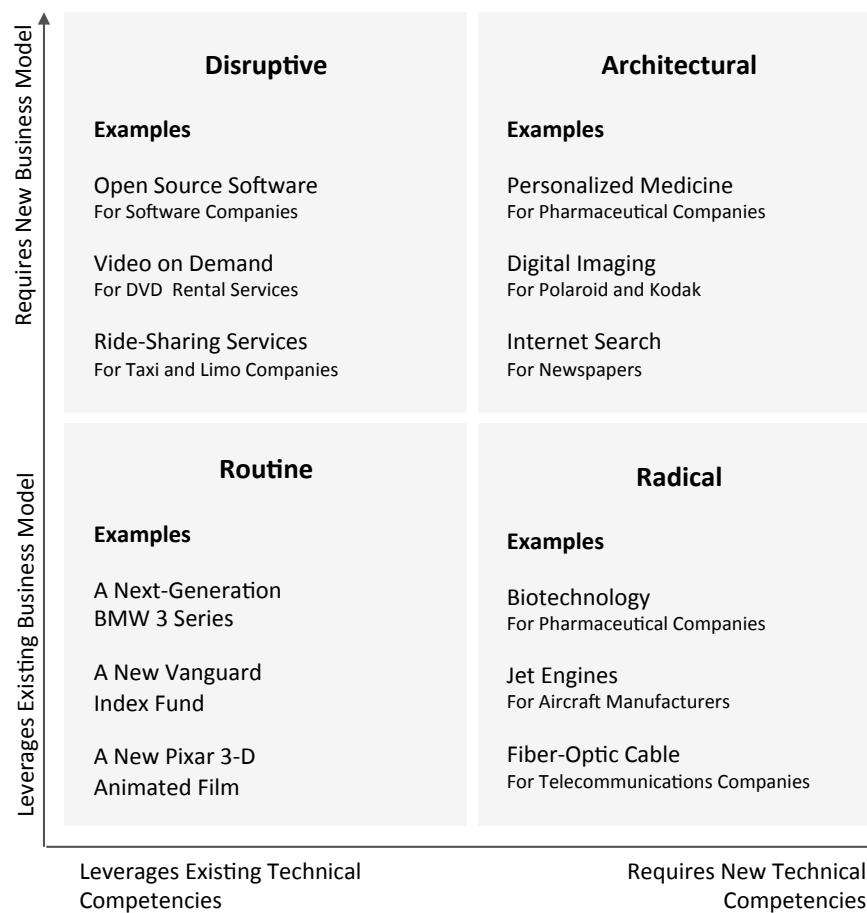 Requires New Business Model
Disruptive
Examples
Open Source Software
For Software Companies
Video on Demand
For DVD Rental Services
Ride-Sharing Services
For Taxi and Limo Companies
Architectural
Examples
Personalized Medicine
For Pharmaceutical Companies
Digital Imaging
For Polaroid and Kodak
Internet Search
For Newspapers
Leverages Existing Business Model
Routine
Examples
A Next-Generation
BMW 3 Series
A New Vanguard
Index Fund
A New Pixar 3-D
Animated Film
Radical
Examples
Biotechnology
For Pharmaceutical Companies
Jet Engines
For Aircraft Manufacturers
Fiber-Optic Cable
For Telecommunications Companies
Leverages Existing Technical
Competencies
Requires New Technical
Competencies